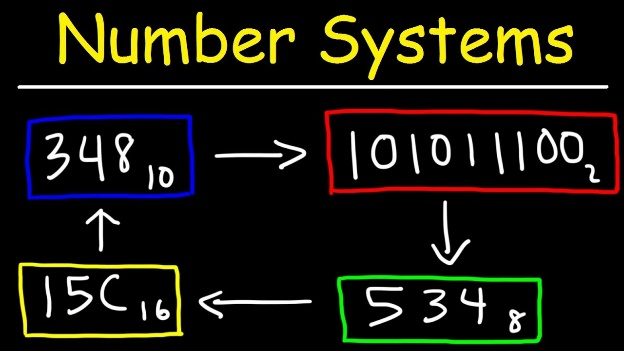 Number Systems
348₁₀ → 101011100₂
15C₁₆ ← 534₈